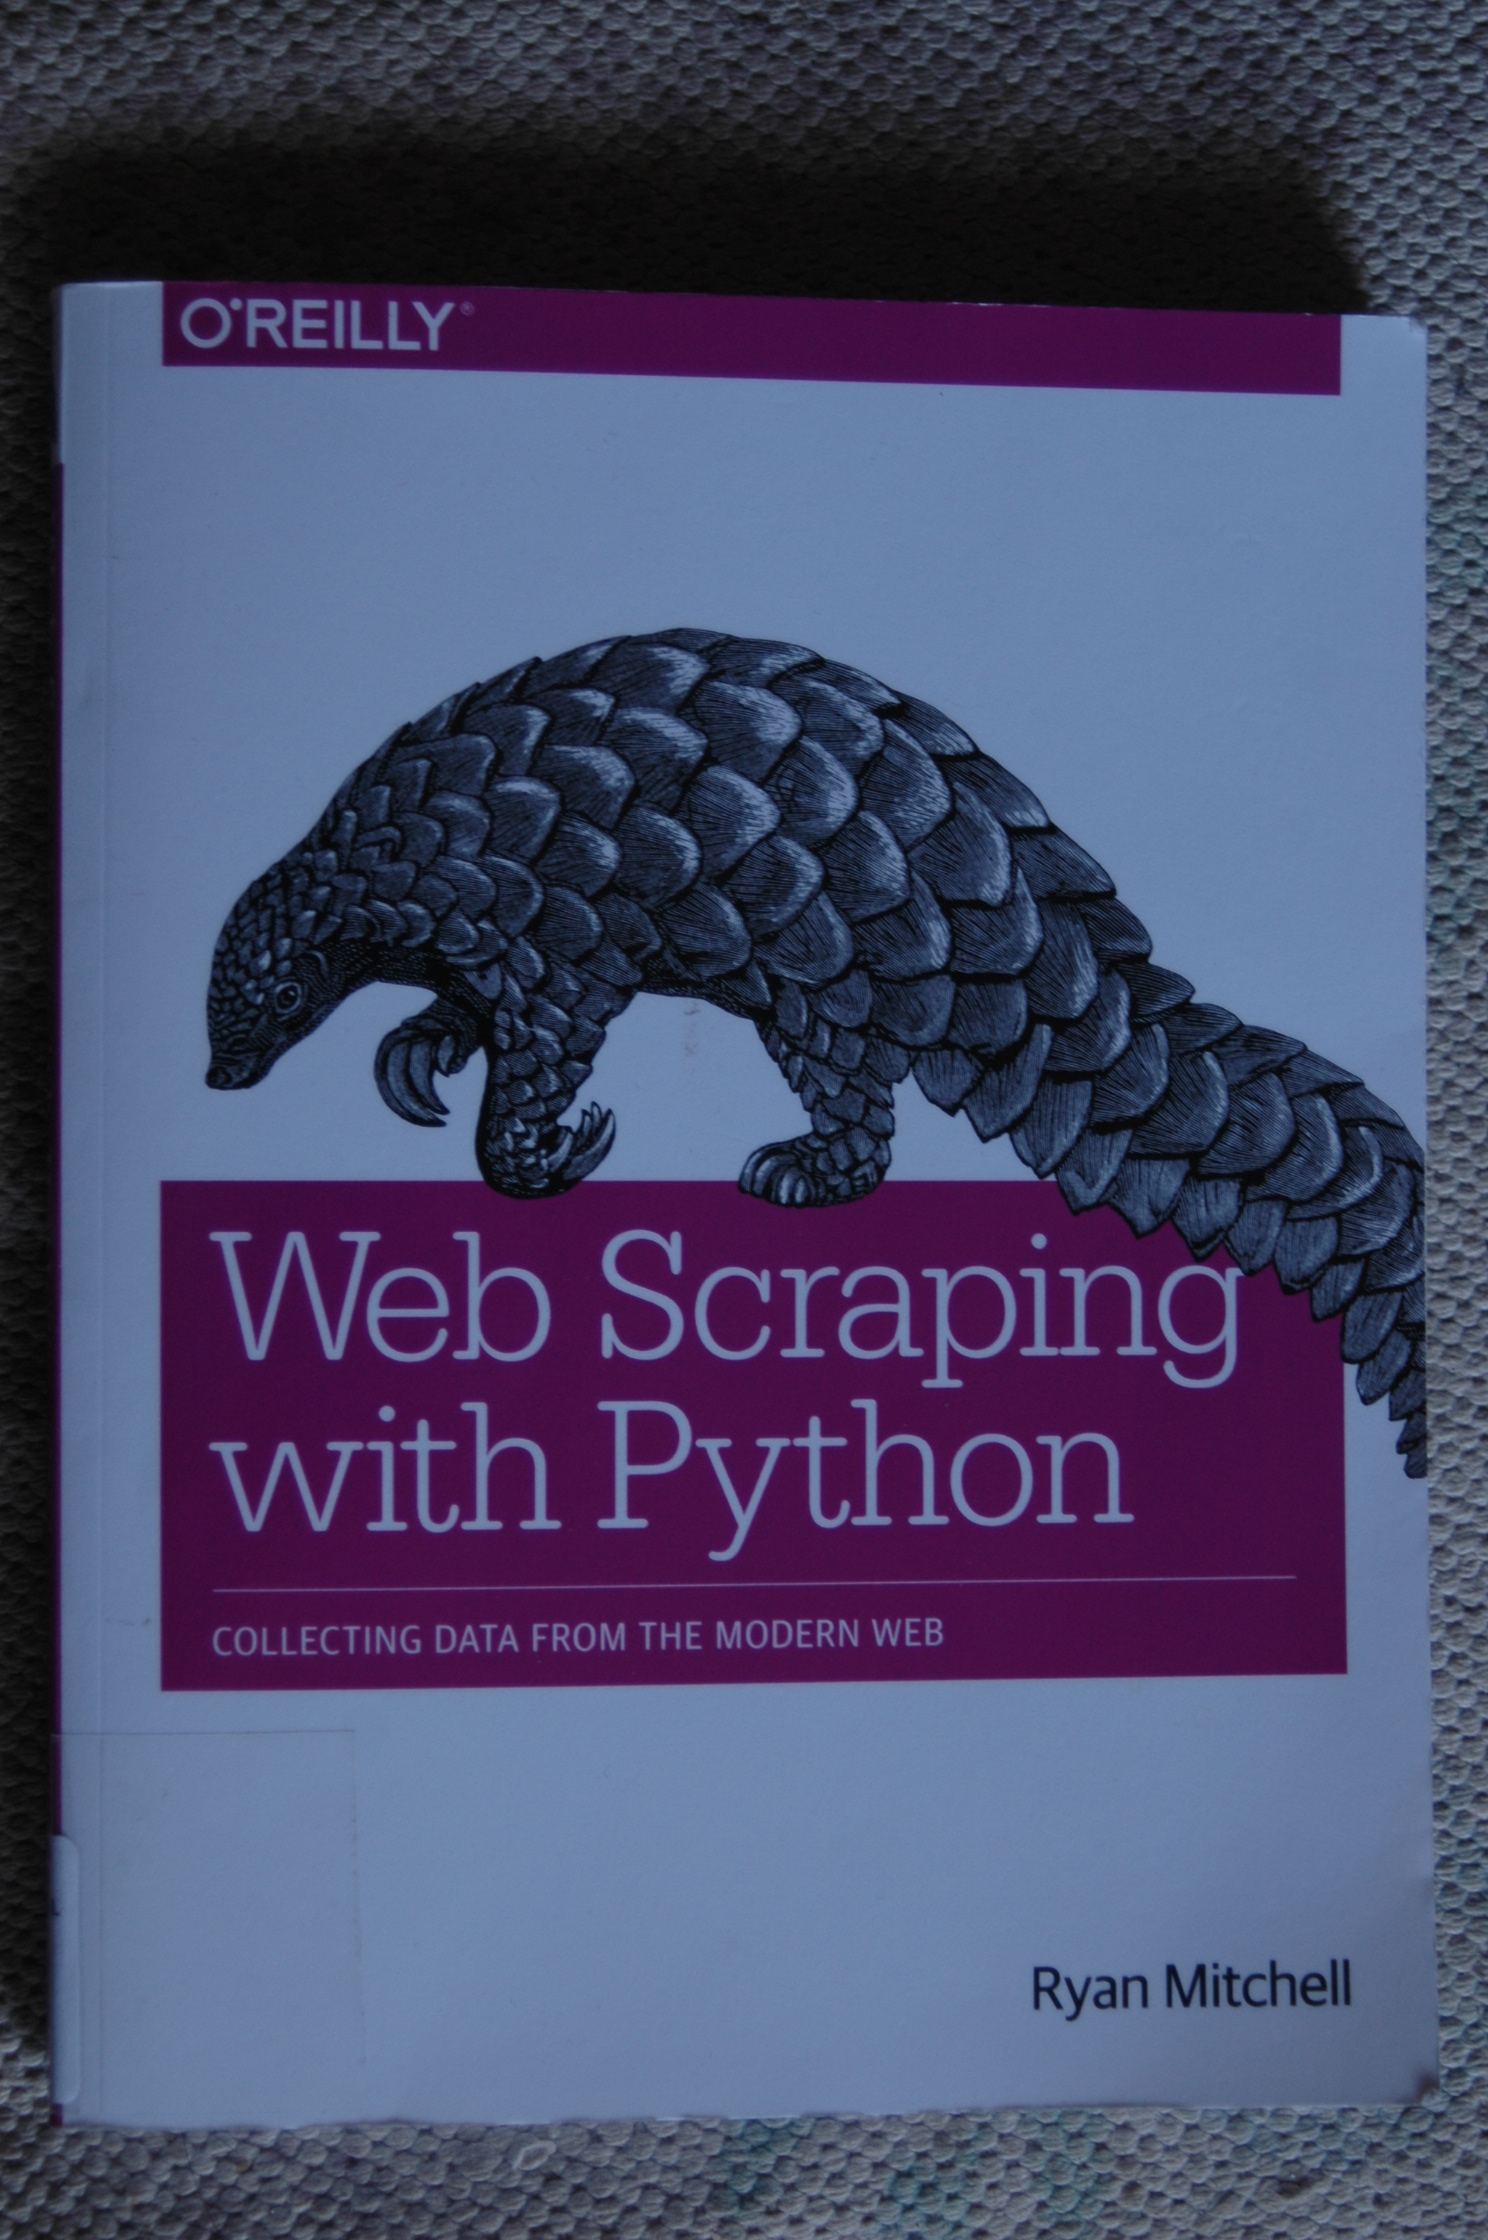 O'REILLY®
Web Scraping
with Python
COLLECTING DATA FROM THE MODERN WEB
Ryan Mitchell